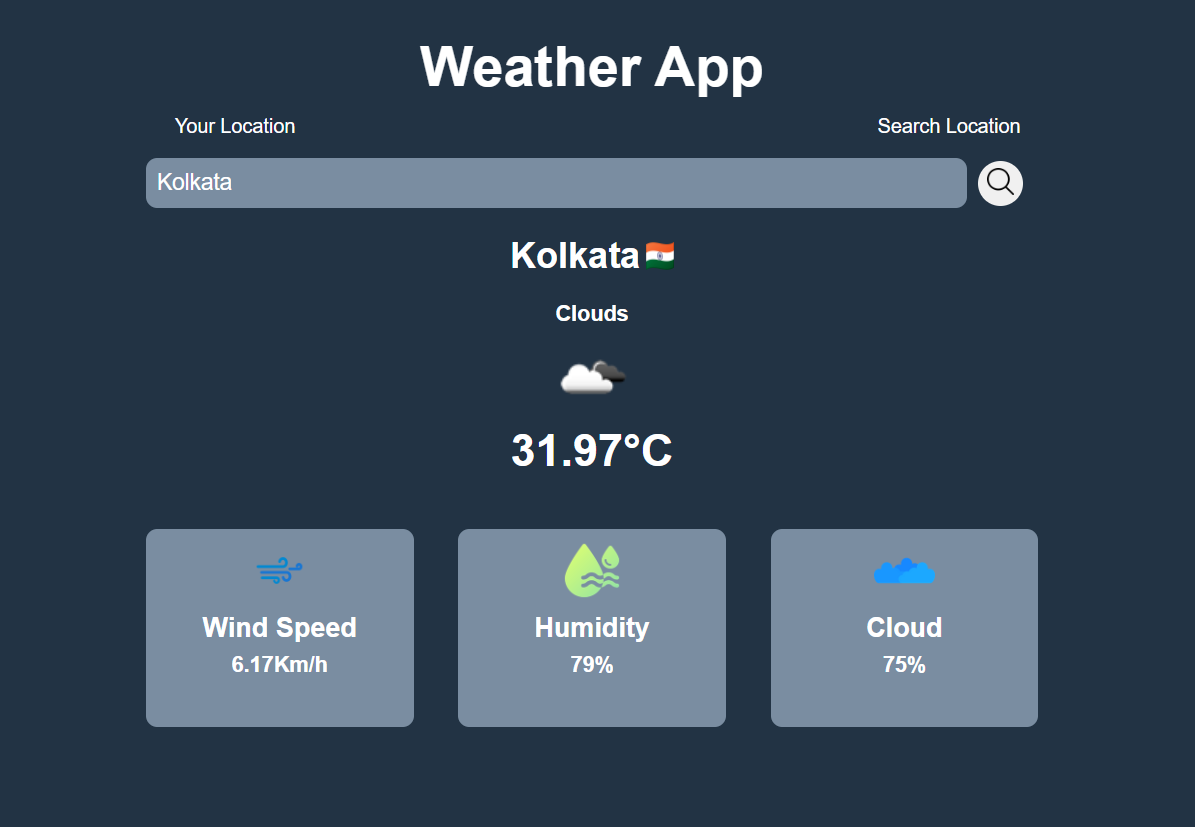 Weather App
Your Location Search Location
Kolkata
Kolkata
Clouds
31.97°C
Wind Speed Humidity Cloud
6.17Km/h 79% 75%